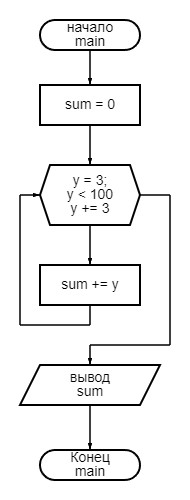 начало
main
sum = 0
y = 3;
y < 100
y += 3
sum += y
вывод
sum
Конец
main